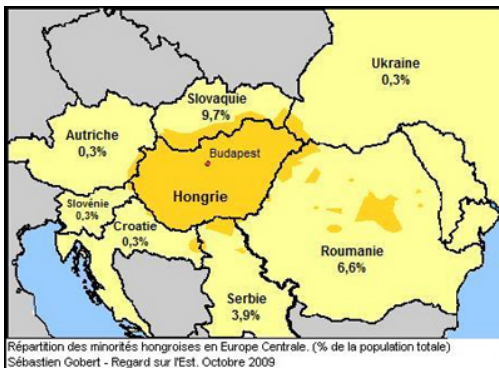 Ukraine
0,3%
Slovaquie
9,7%
Autriche
0,3%
Budapest
Hongrie
Slovénie
0,3%
Croatie
0,3%
Roumanie
6,6%
Serbie
3,9%
Répartition des minorités hongroises en Europe Centrale. (% de la population totale)
Sébastien Gobert - Regard sur l'Est. Octobre 2009